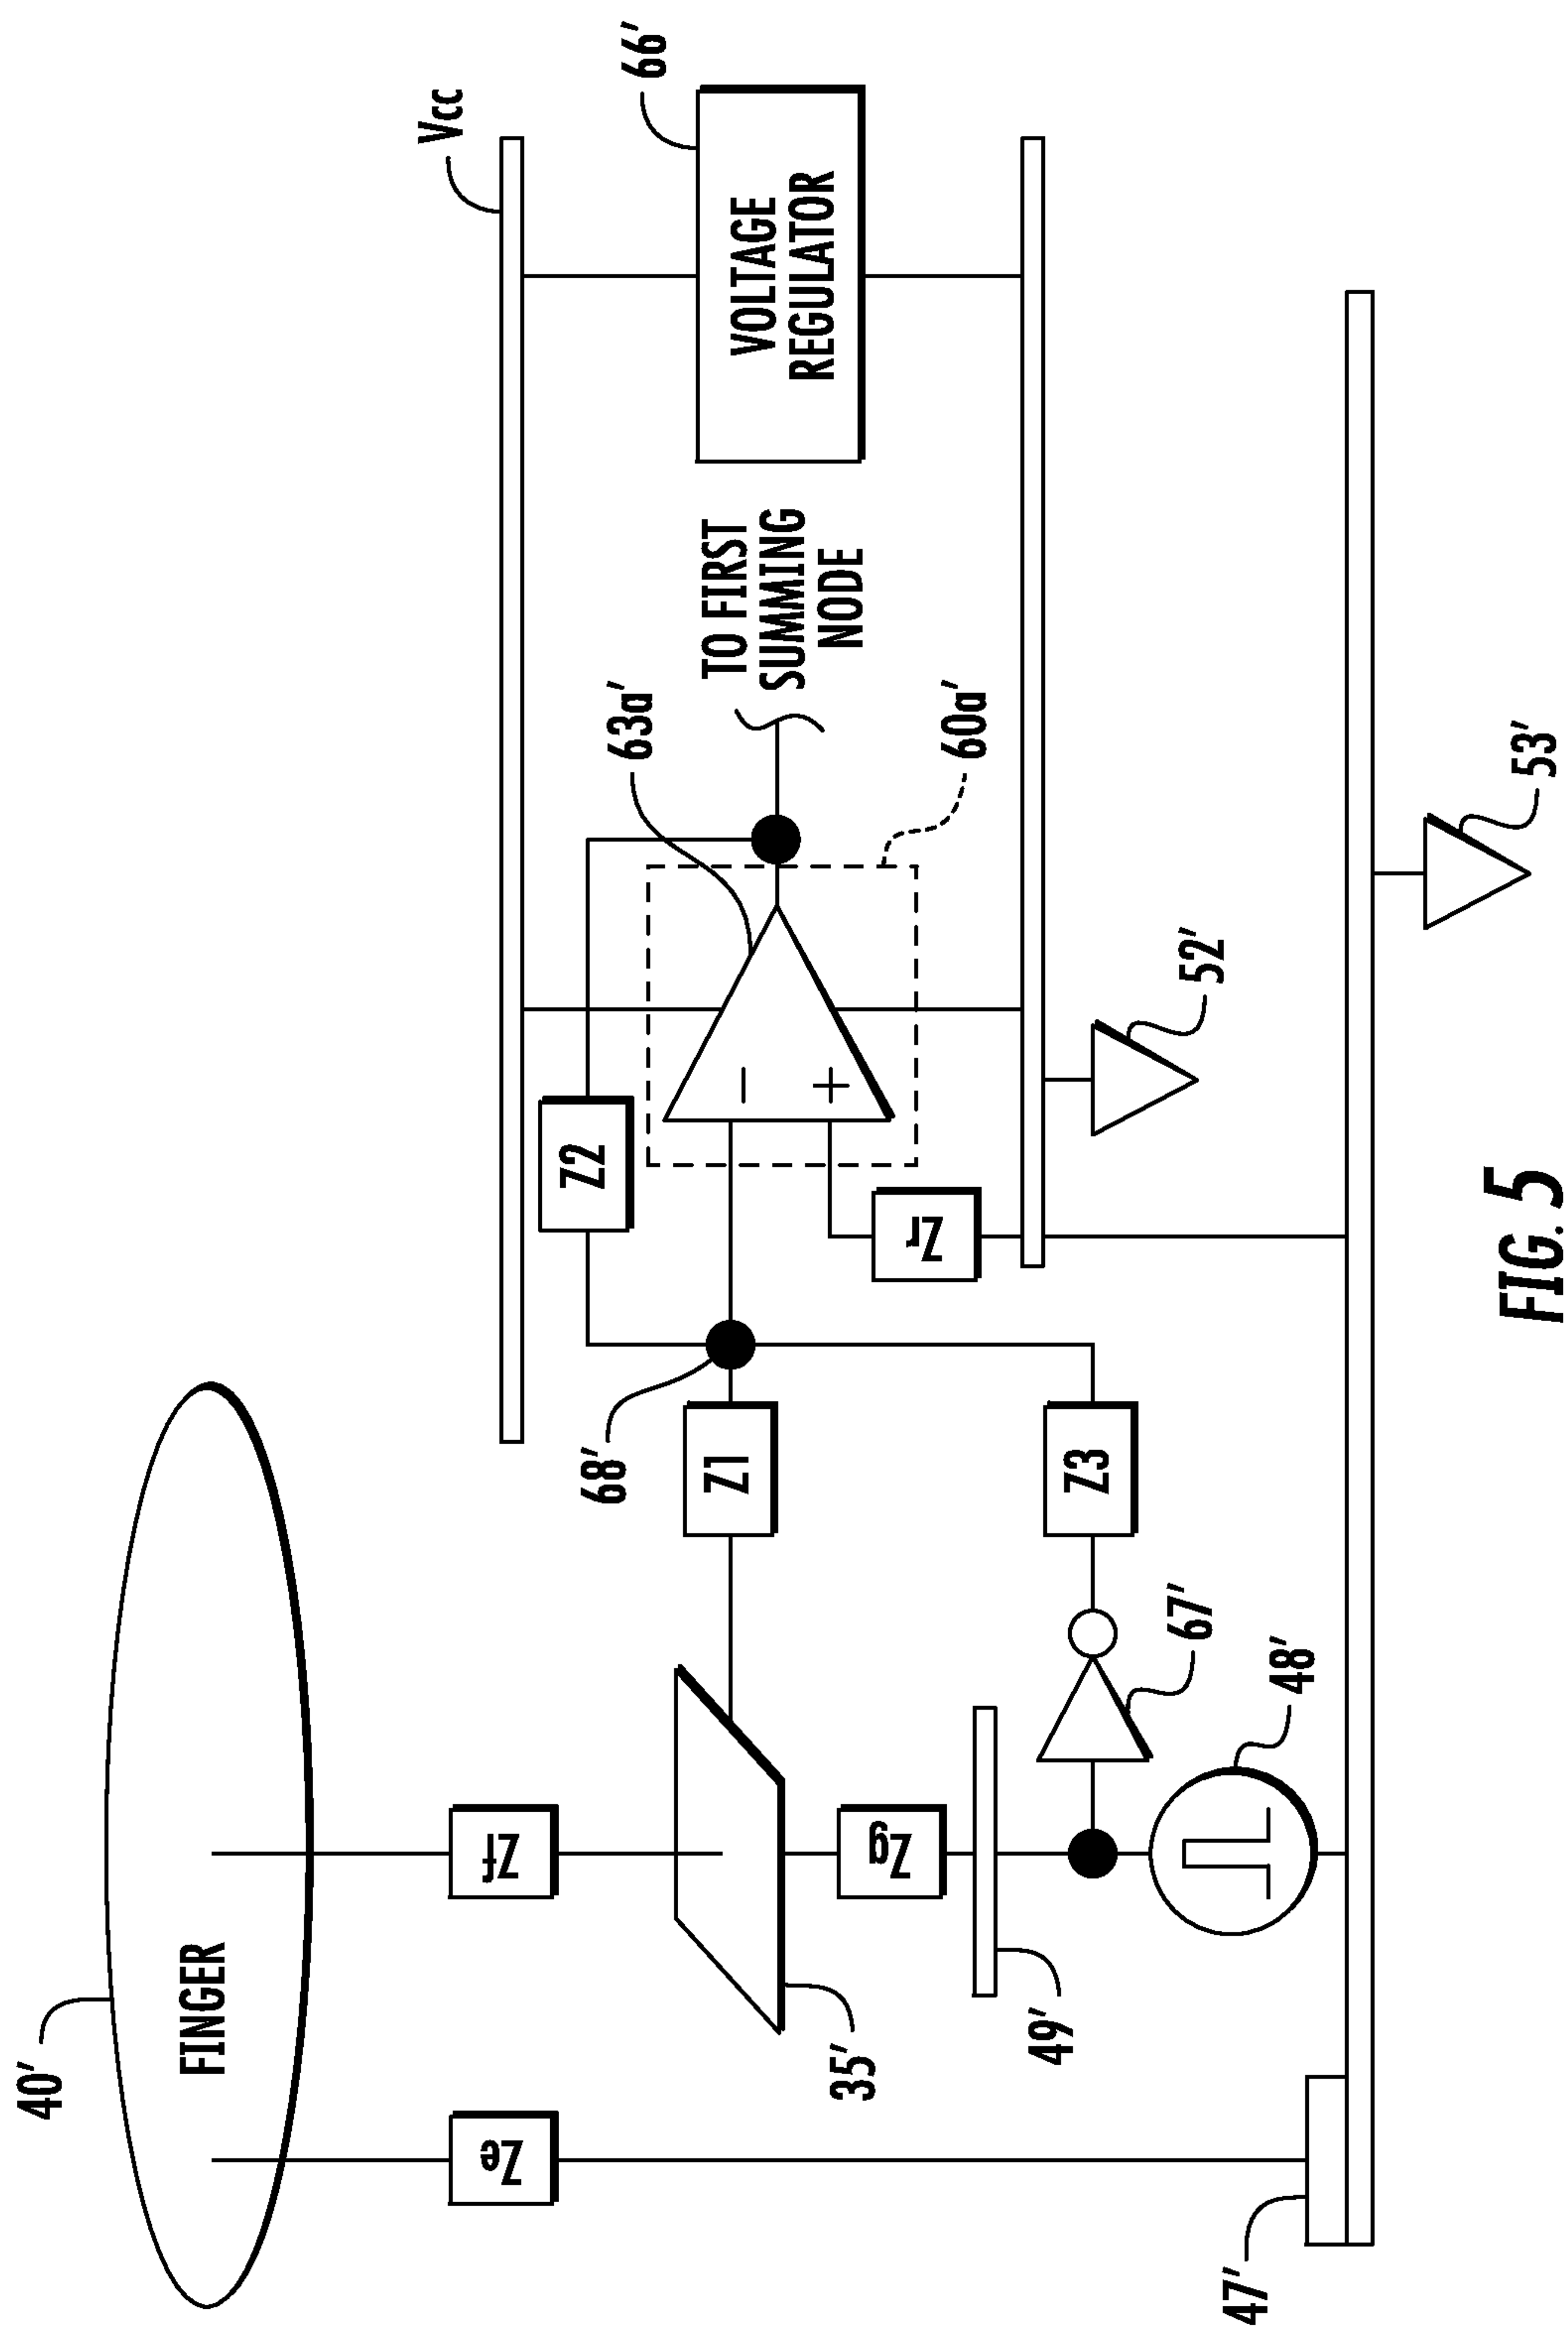 40′
FINGER
Vcc
66′
VOLTAGE
REGULATOR
TO FIRST
SUMMING
NODE
63a′
60a′
Z2
68′
Z1
Zr
Zf
Ze
35′
Zg
49′
Z3
67′
48′
52′
53′
47′
FIG. 5